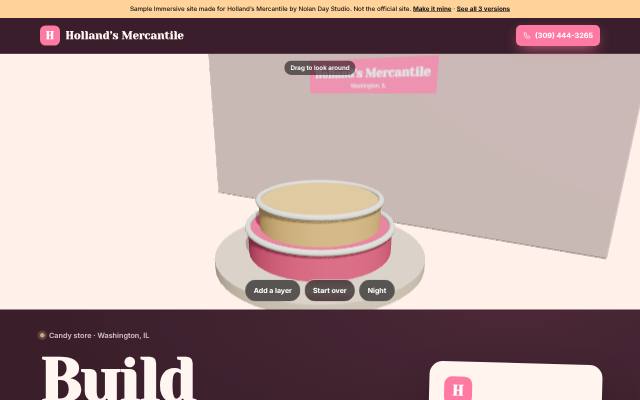 Sample Immersive site made for Holland's Mercantile by Nolan Day Studio. Not the official site. Make it mine · See all 3 versions
H Holland's Mercantile
(309) 444-3265
Drag to look around
Holland's Mercantile
Washington, IL
Add a layer
Start over
Night
Candy store · Washington, IL
Build
H